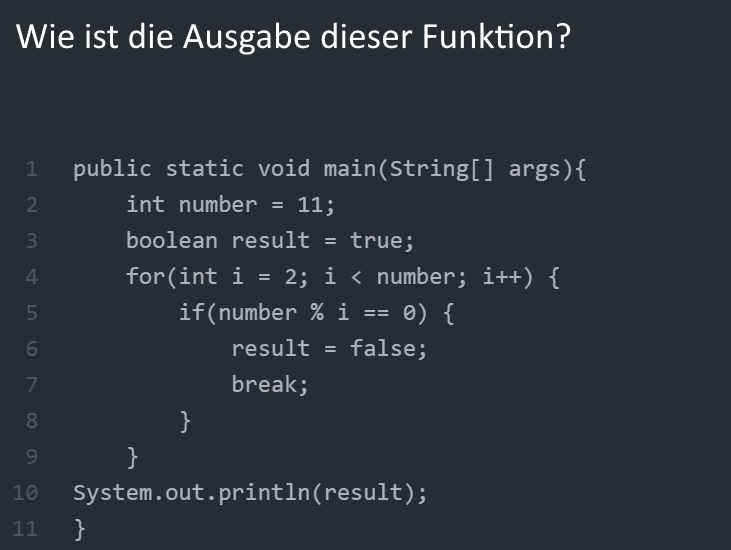 Wie ist die Ausgabe dieser Funktion?
1 public static void main(String[] args){
2     int number = 11;
3     boolean result = true;
4     for(int i = 2; i < number; i++) {
5         if(number % i == 0) {
6             result = false;
7             break;
8         }
9     }
10 System.out.println(result);
11 }